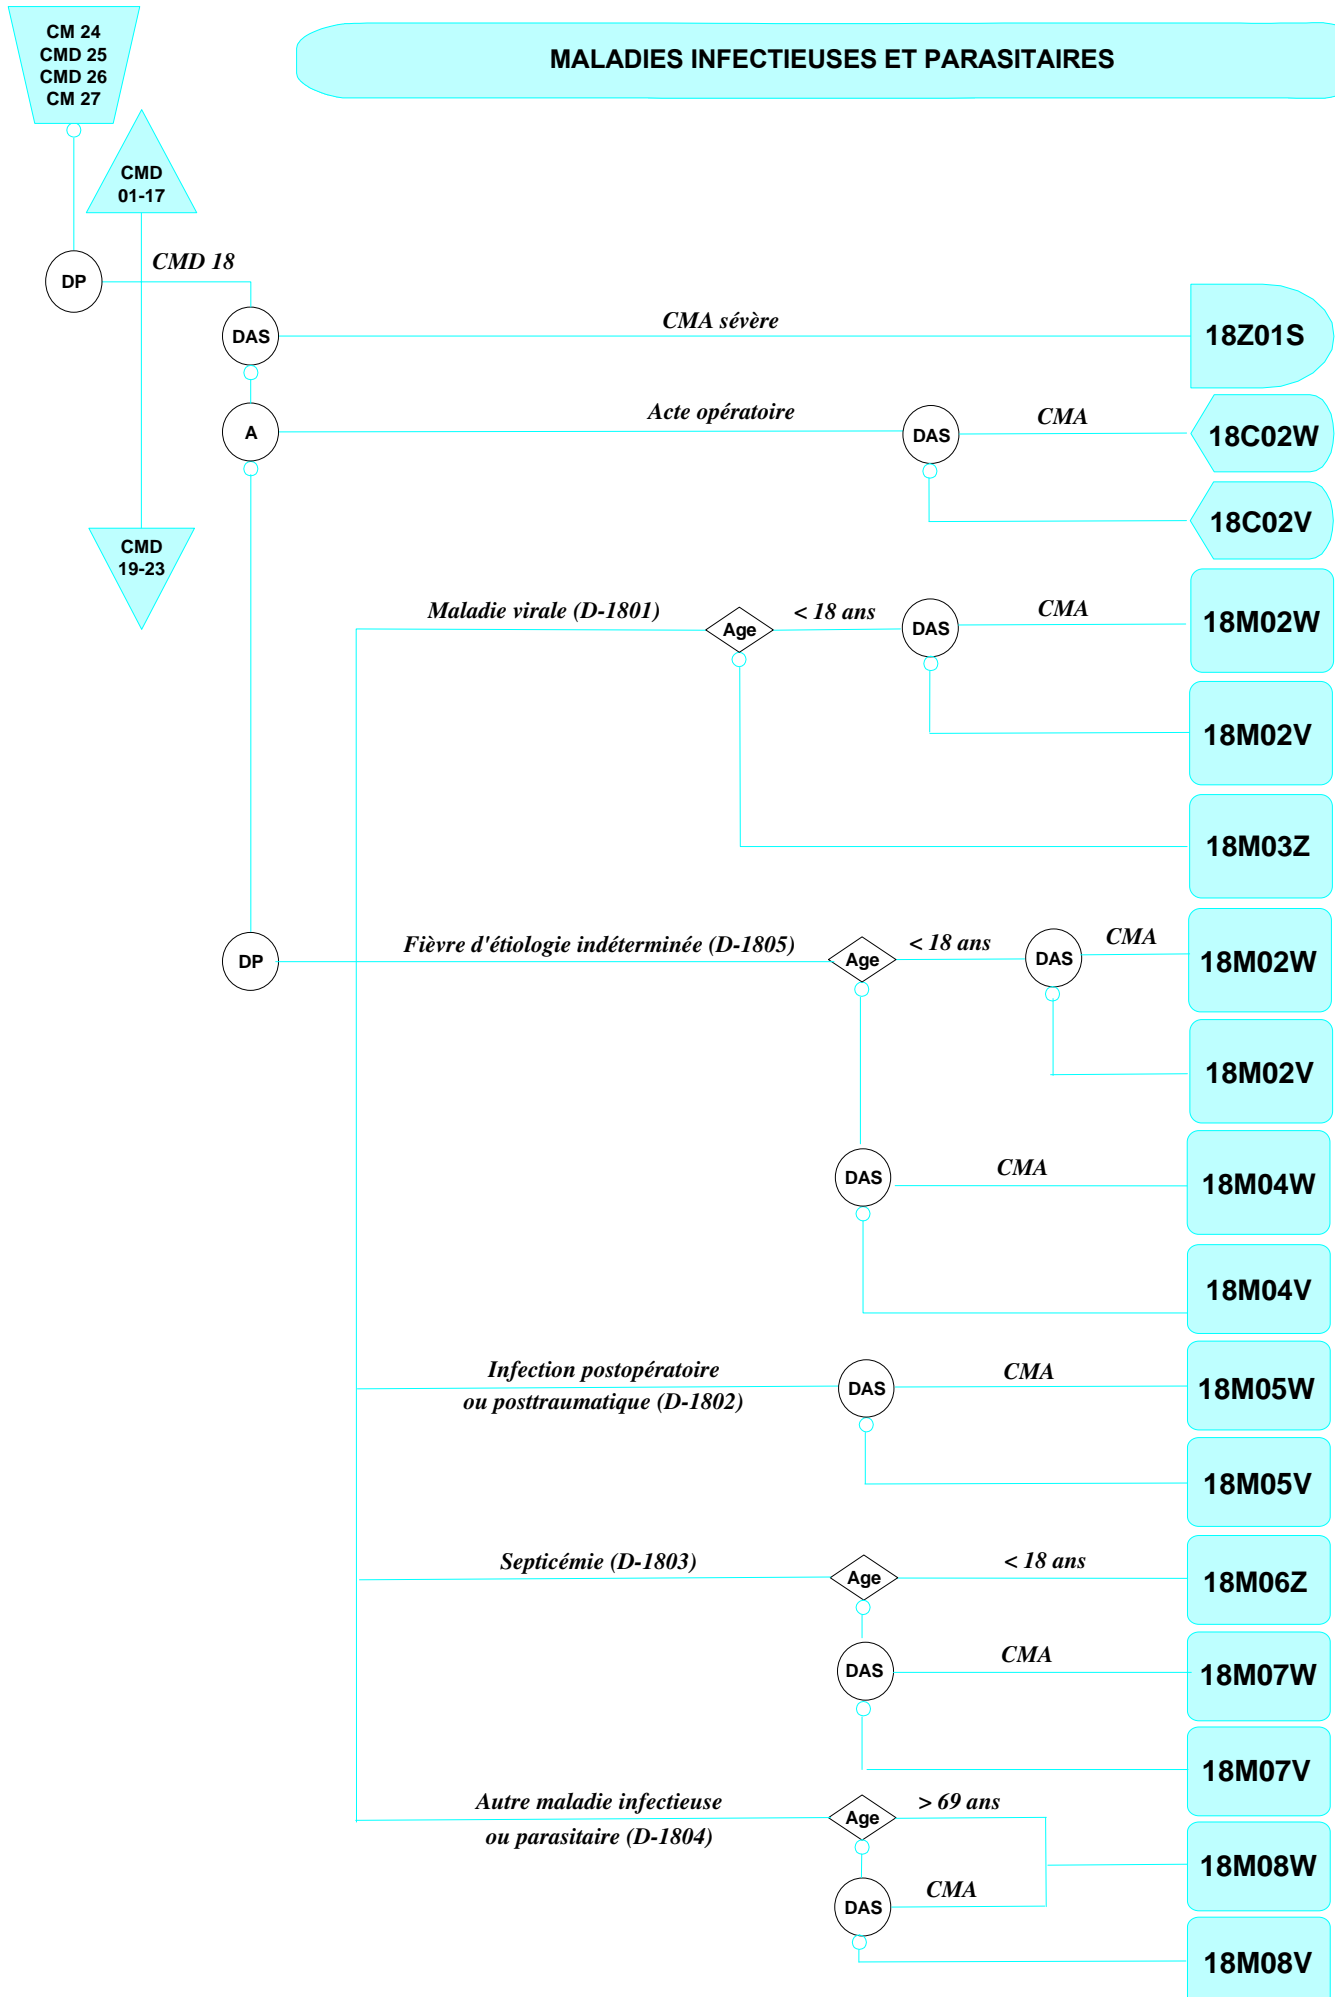 CM 24
CMD 25
CMD 26
CM 27
MALADIES INFECTIEUSES ET PARASITAIRES
CMD
01-17
DP
CMD 18
DAS
CMA sévère
18Z01S
A
Acte opératoire
DAS
CMA
18C02W
18C02V
CMD
19-23
Maladie virale (D-1801)
Age
< 18 ans
DAS
CMA
18M02W
18M02V
18M03Z
DP
Fièvre d'étiologie indéterminée (D-1805)
Age
< 18 ans
DAS
CMA
18M02W
18M02V
DAS
CMA
18M04W
18M04V
Infection postopératoire
ou posttraumatique (D-1802)
DAS
CMA
18M05W
18M05V
Septicémie (D-1803)
Age
< 18 ans
18M06Z
DAS
CMA
18M07W
18M07V
Autre maladie infectieuse
ou parasitaire (D-1804)
Age
> 69 ans
18M08W
DAS
CMA
18M08V